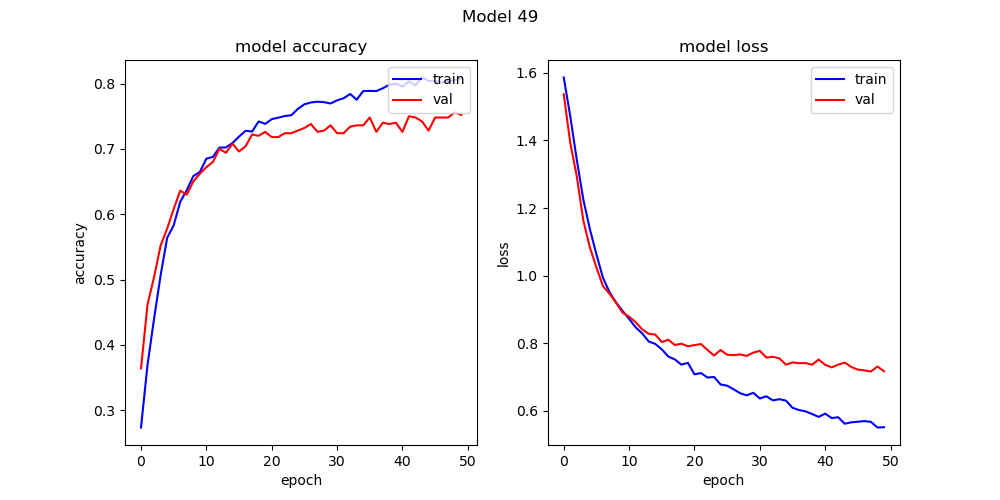 Model 49
model accuracy
train
val
0.8
0.7
0.6
0.5
0.4
0.3
accuracy
0 10 20 30 40 50
epoch
model loss
train
val
1.6
1.4
1.2
1.0
0.8
0.6
loss
0 10 20 30 40 50
epoch